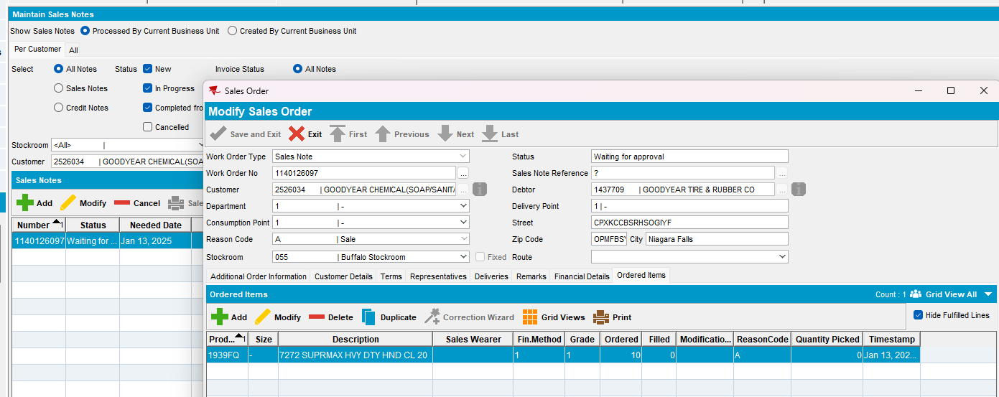 Maintain Sales Notes
Show Sales Notes Processed By Current Business Unit Created By Current Business Unit
Per Customer All
Select All Notes Status New Invoice Status All Notes
Sales Notes In Progress
Credit Notes Completed fro
Cancelled
Stockroom <All> |
Customer 2526034 | GOODYEAR CHEMICAL(SOA
Sales Notes
Add Modify Cancel Sale
Number 1 Status Needed Date
1140126097 Waiting for ... Jan 13, 2025
Sales Order
Modify Sales Order
Save and Exit Exit First Previous Next Last
Work Order Type Sales Note Status Waiting for approval
Work Order No 1140126097 ... Sales Note Reference ? ...
Customer 2526034 | GOODYEAR CHEMICAL(SOAP/SANIT ... i Debtor 1437709 | GOODYEAR TIRE & RUBBER CO ... i
Department 1 | - Delivery Point 1 | -
Consumption Point 1 | - Street CPXKCCBSRHSOGIYF
Reason Code A | Sale Zip Code OPMFBS City Niagara Falls
Stockroom 055 | Buffalo Stockroom Fixed Route
Additional Order Information Customer Details Terms Representatives Deliveries Remarks Financial Details Ordered Items
Ordered Items Count : 1 Grid View All
Add Modify Delete Duplicate Correction Wizard Grid Views Print Hide Fulfilled Lines
Prod... 1 Size Description Sales Wearer Fin.Method Grade Ordered Filled Modificatio... ReasonCode Quantity Picked Timestamp
1939FQ - 7272 SUPRMAX HVY DTY HND CL 20 1 1 10 0 A 0 Jan 13, 202...